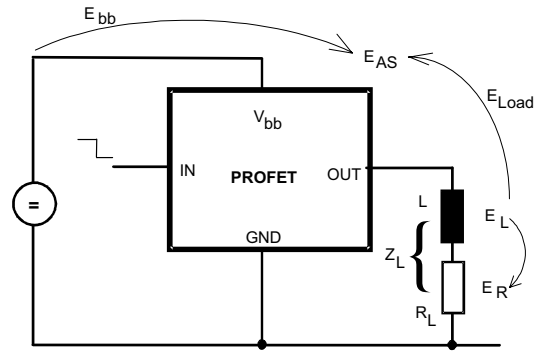 E bb
E AS
E Load
V bb
IN
PROFET
OUT
=
L
E L
GND
Z L
{
E R
R L